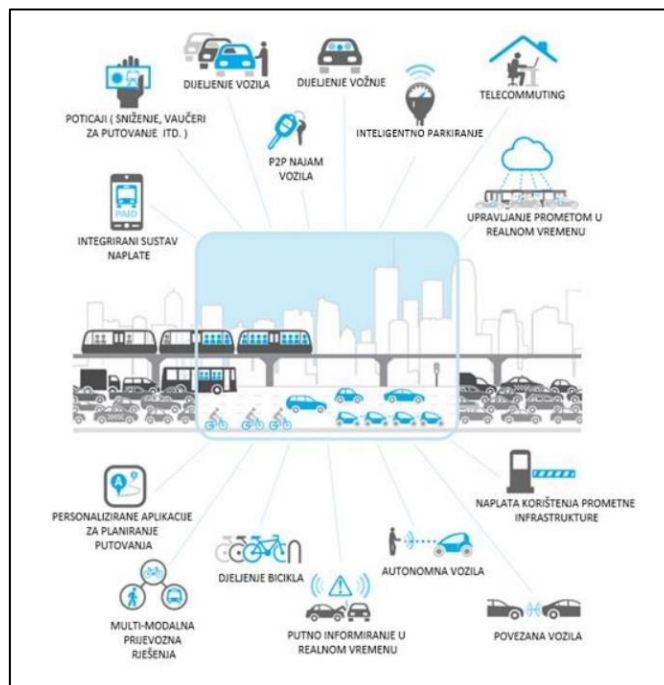 DIJELJENJE VOZILA
DIJELJENJE VOŽNJE
TELECOMMUTING
POTICAJI ( SNIŽENJE, VAUČERI
ZA PUTOVANJE ITD. )
INTELIGENTNO PARKIRANJE
P2P NAJAM
VOZILA
PAID
UPRAVLJANJE PROMETOM U
REALNOM VREMENU
INTEGRIRANI SUSTAV
NAPLATE
A
PERSONALIZIRANE APLIKACIJE
ZA PLANIRANJE
PUTOVANJA
NAPLATA KORIŠTENJA PROMETNE
INFRASTRUKTURE
DJELJENJE BICIKLA
AUTONOMNA VOZILA
MULTI-MODALNA
PRIJEVOZNA
RJEŠENJA
PUTNO INFORMIRANJE U
REALNOM VREMENU
POVEZANA VOZILA